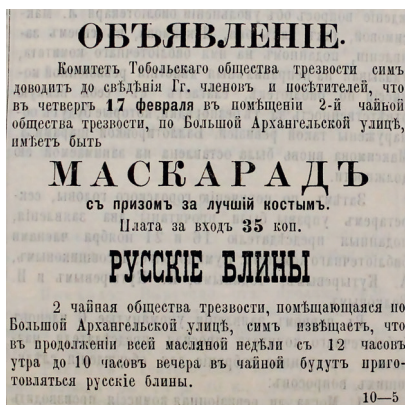 ОБЪЯВЛЕНІЕ.
Комитетъ Тобольскаго общества трезвости симъ
доводитъ до свѣдѣнія Гг. членовъ и посѣтителей, что
въ четвергъ 17 февраля въ помѣщеніи 2-й чайной
общества трезвости, по Большой Архангельской улицѣ,
имѣетъ быть
МАСКАРАДЪ
съ призомъ за лучшій костымъ.
Плата за входъ 35 коп.
РУССКІЕ БЛИНЫ
2 чайная общества трезвости, помѣщающаяся по
Большой Архангельской улицѣ, симъ извѣщаетъ, что
въ продолженіи всей масляной недѣли съ 12 часовъ
утра до 10 часовъ вечера въ чайной будутъ приго-
товляться русскіе блины.
10—5